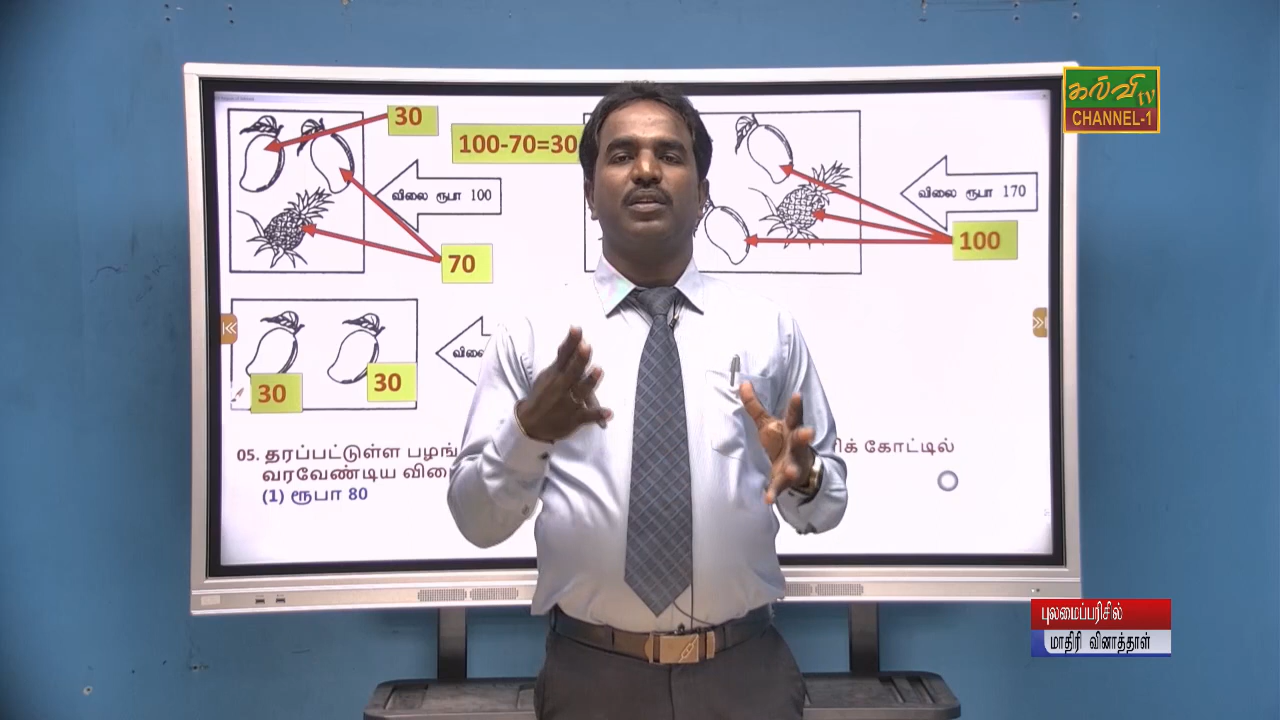 கல்வி tv
CHANNEL-1
30
100-70=30
விலை ரூபா 100
விலை ரூபா 170
100
70
30
30
05. தரப்பட்டுள்ள கோட்டில்
வரவேண்டிய
(1) ரூபா 80
புலமைப்பரிசில்
மாதிரி வினாத்தாள்